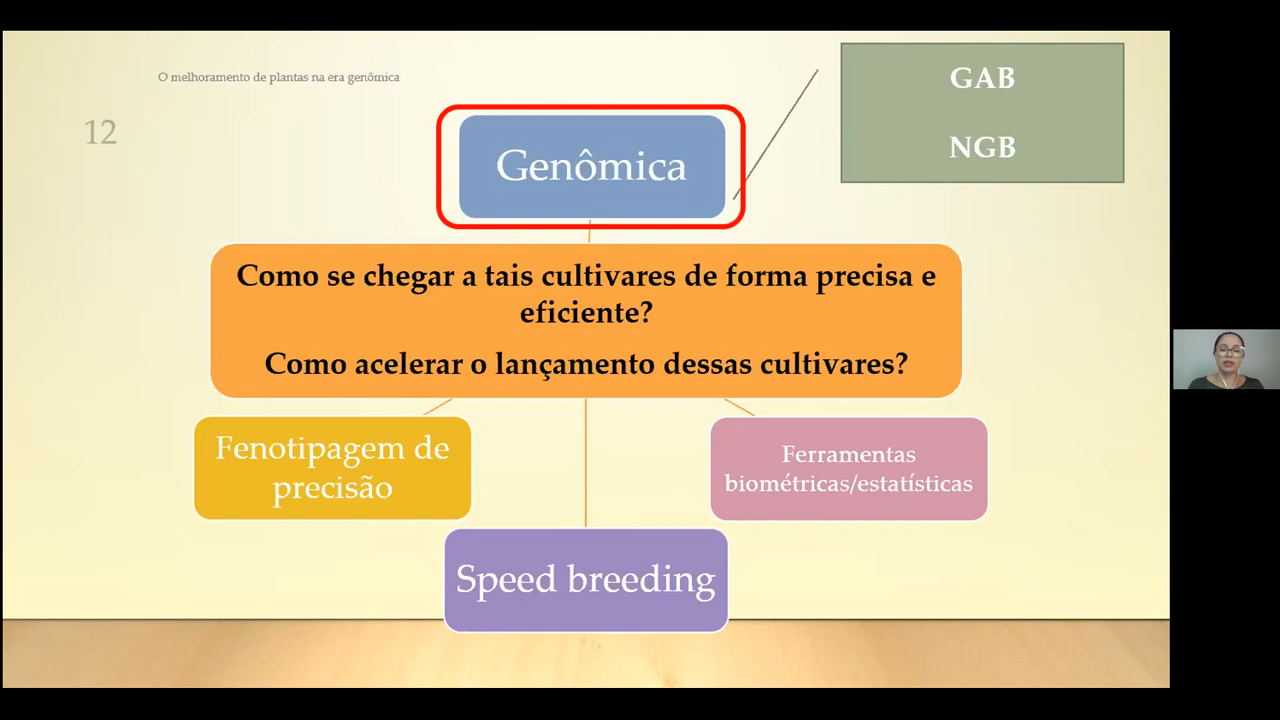 O melhoramento de plantas na era genômica
12
GAB
NGB
Genômica
Como se chegar a tais cultivares de forma precisa e
eficiente?
Como acelerar o lançamento dessas cultivares?
Fenotipagem de
precisão
Ferramentas
biométricas/estatísticas
Speed breeding